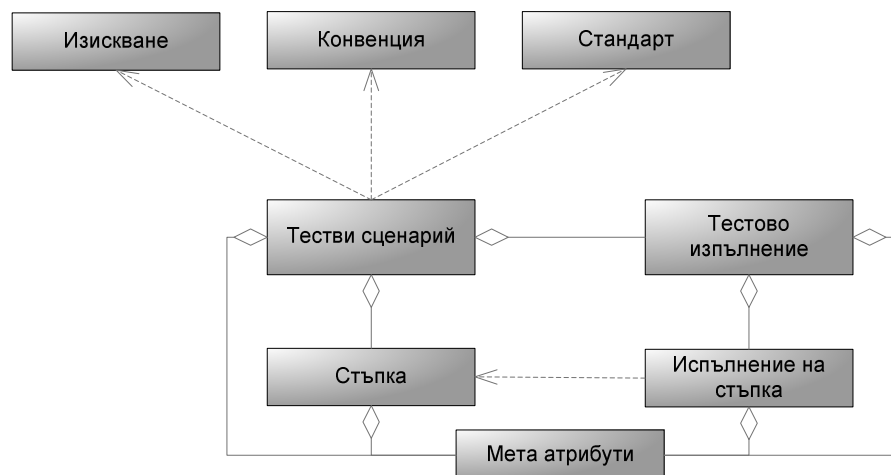 Изискване
Конвенция
Стандарт
Тестви сценарий
Тестово
изпълнение
Стъпка
Испълнение на
стъпка
Мета атрибути